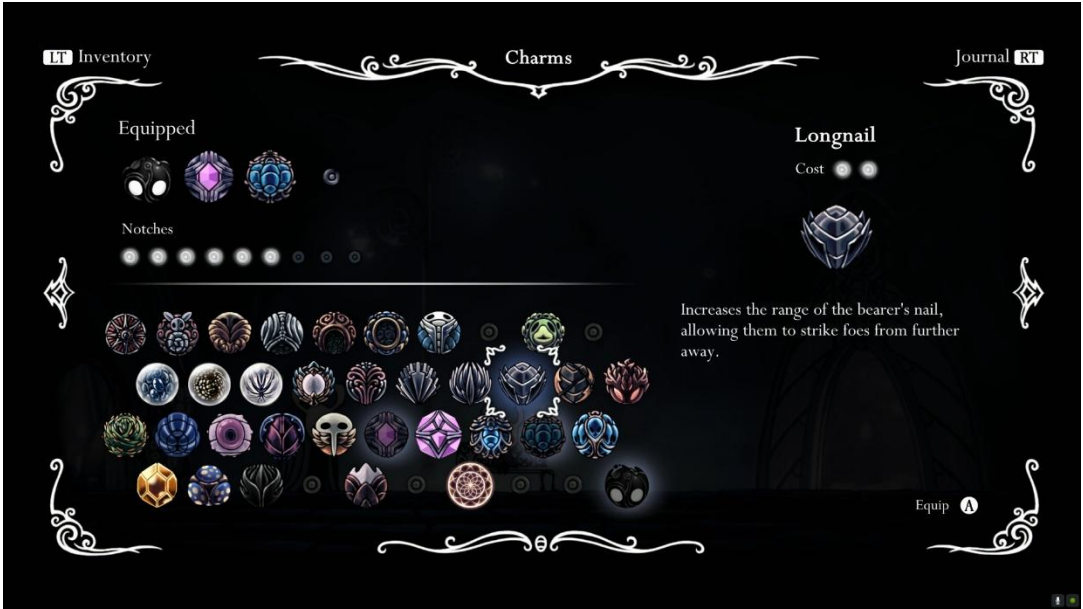 LT Inventory
Charms
Journal RT
Equipped
Longnail
Cost
Notches
Increases the range of the bearer's nail,
allowing them to strike foes from further
away.
Equip A